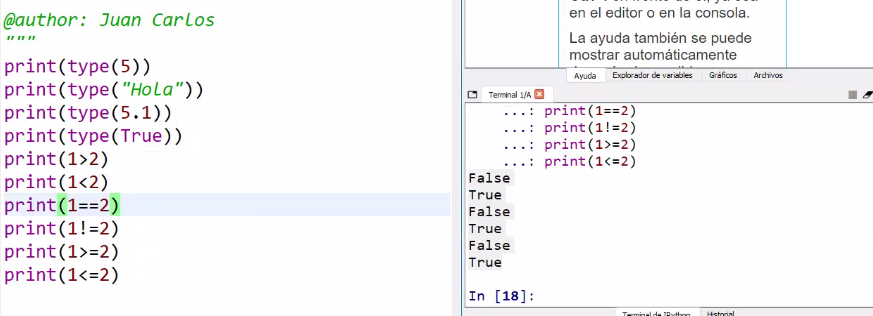 @author: Juan Carlos
"""
print(type(5))
print(type("Hola"))
print(type(5.1))
print(type(True))
print(1>2)
print(1<2)
print(1==2)
print(1!=2)
print(1>=2)
print(1<=2)
en el editor o en la consola.
La ayuda también se puede
mostrar automáticamente
Ayuda Explorador de variables Gráficos Archivos
Terminal 1/A
...: print(1==2)
...: print(1!=2)
...: print(1>=2)
...: print(1<=2)
False
True
False
True
False
True
In [18]:
Terminal de IPython Historial